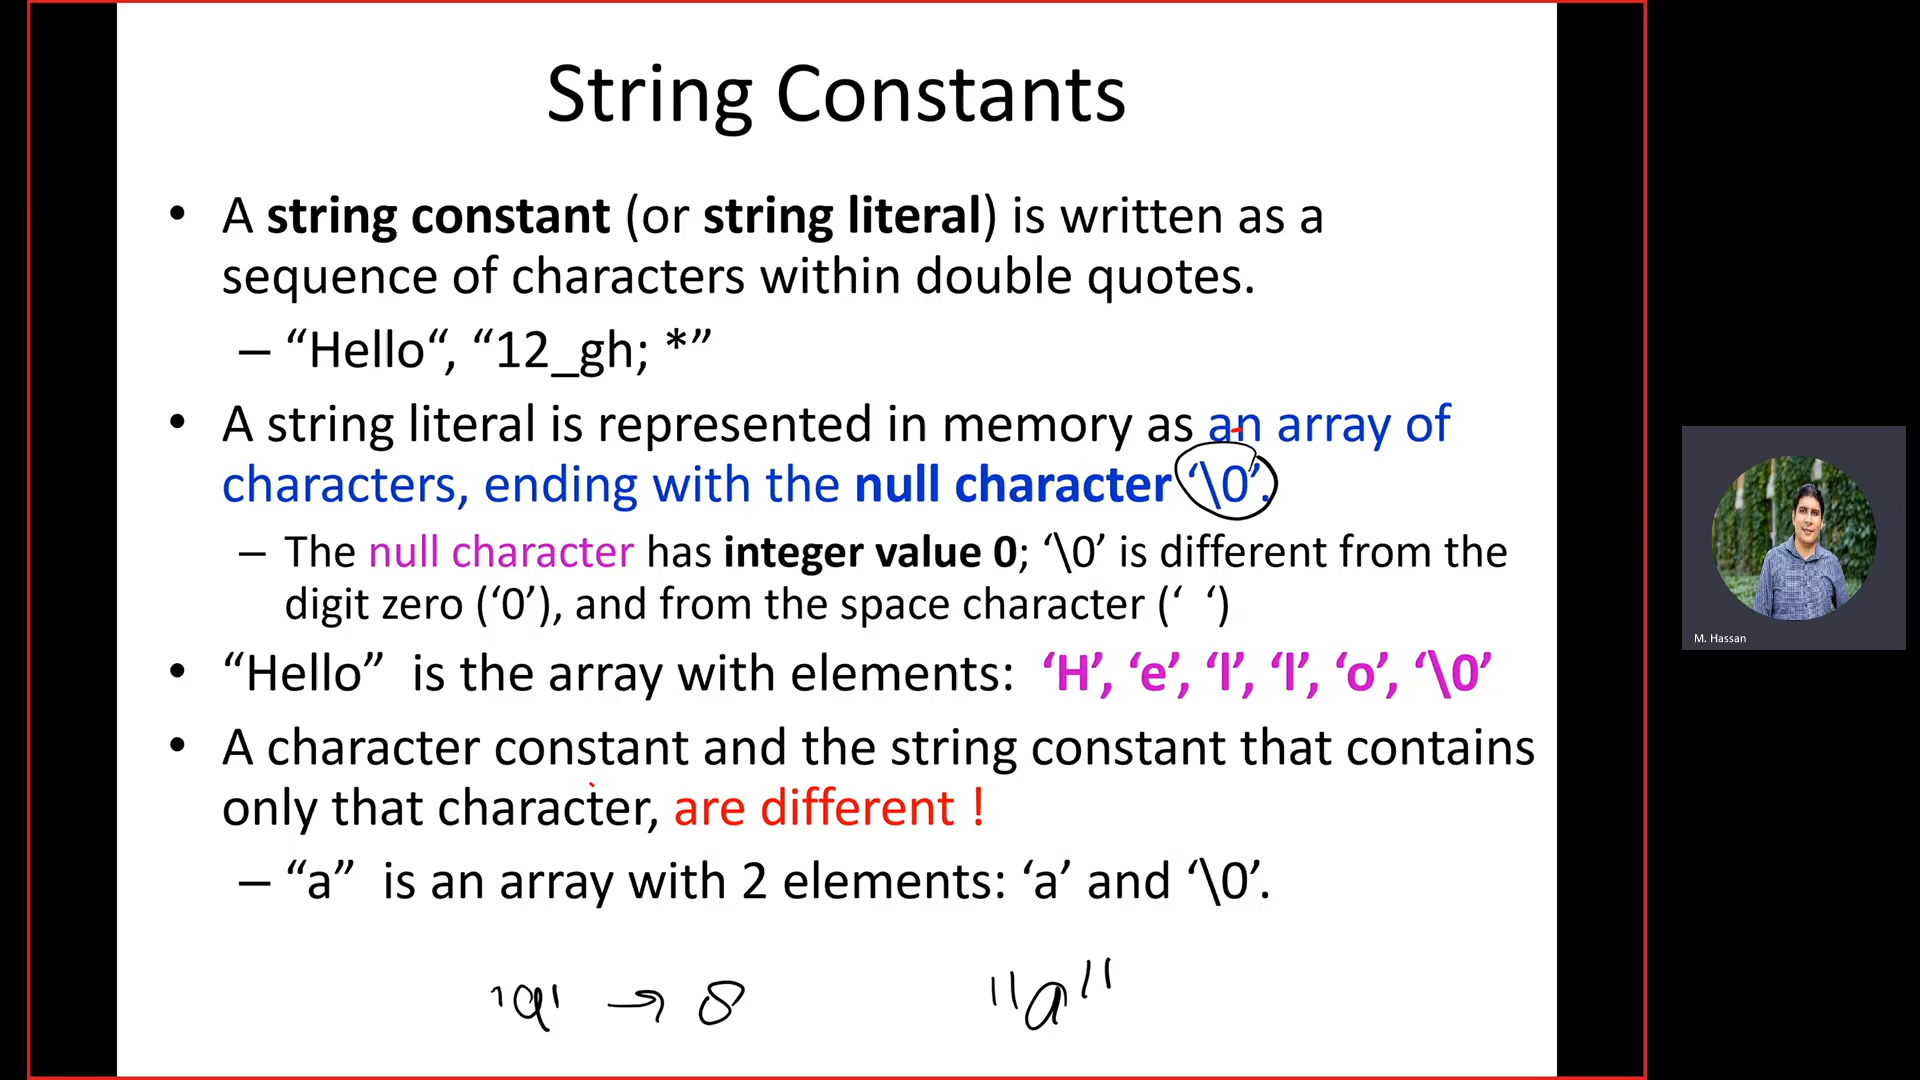 String Constants
• A string constant (or string literal) is written as a
sequence of characters within double quotes.
– “Hello“, “12_gh; *”
• A string literal is represented in memory as an array of
characters, ending with the null character ‘\0’.
– The null character has integer value 0; ‘\0’ is different from the
digit zero (‘0’), and from the space character (‘ ‘)
• “Hello” is the array with elements: ‘H’, ‘e’, ‘l’, ‘l’, ‘o’, ‘\0’
• A character constant and the string constant that contains
only that character, are different !
– “a” is an array with 2 elements: ‘a’ and ‘\0’.
'a' → 8 "a"
M. Hassan